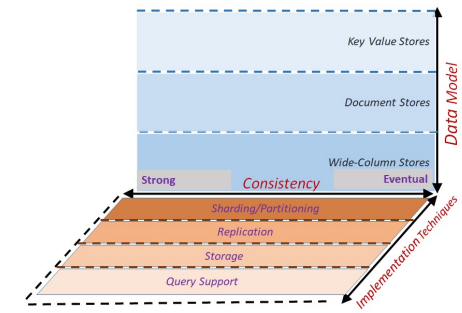 Key Value Stores
Document Stores
Wide-Column Stores
Data Model
Strong
Consistency
Eventual
Sharding/Partitioning
Replication
Storage
Query Support
Implementation Techniques